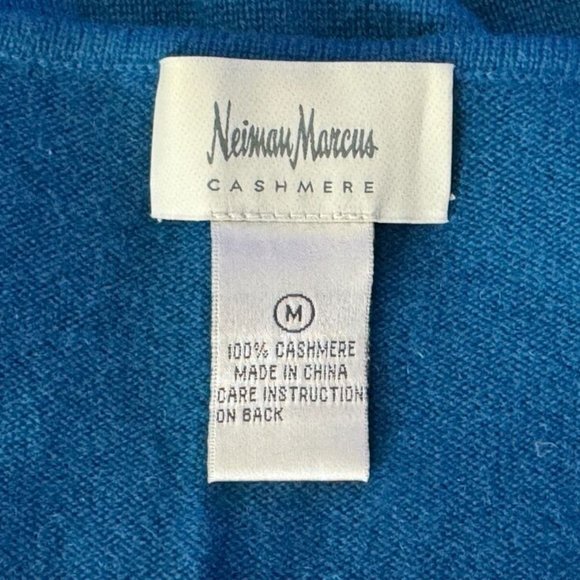 Neiman Marcus
CASHMERE
M
100% CASHMERE
MADE IN CHINA
CARE INSTRUCTION
ON BACK